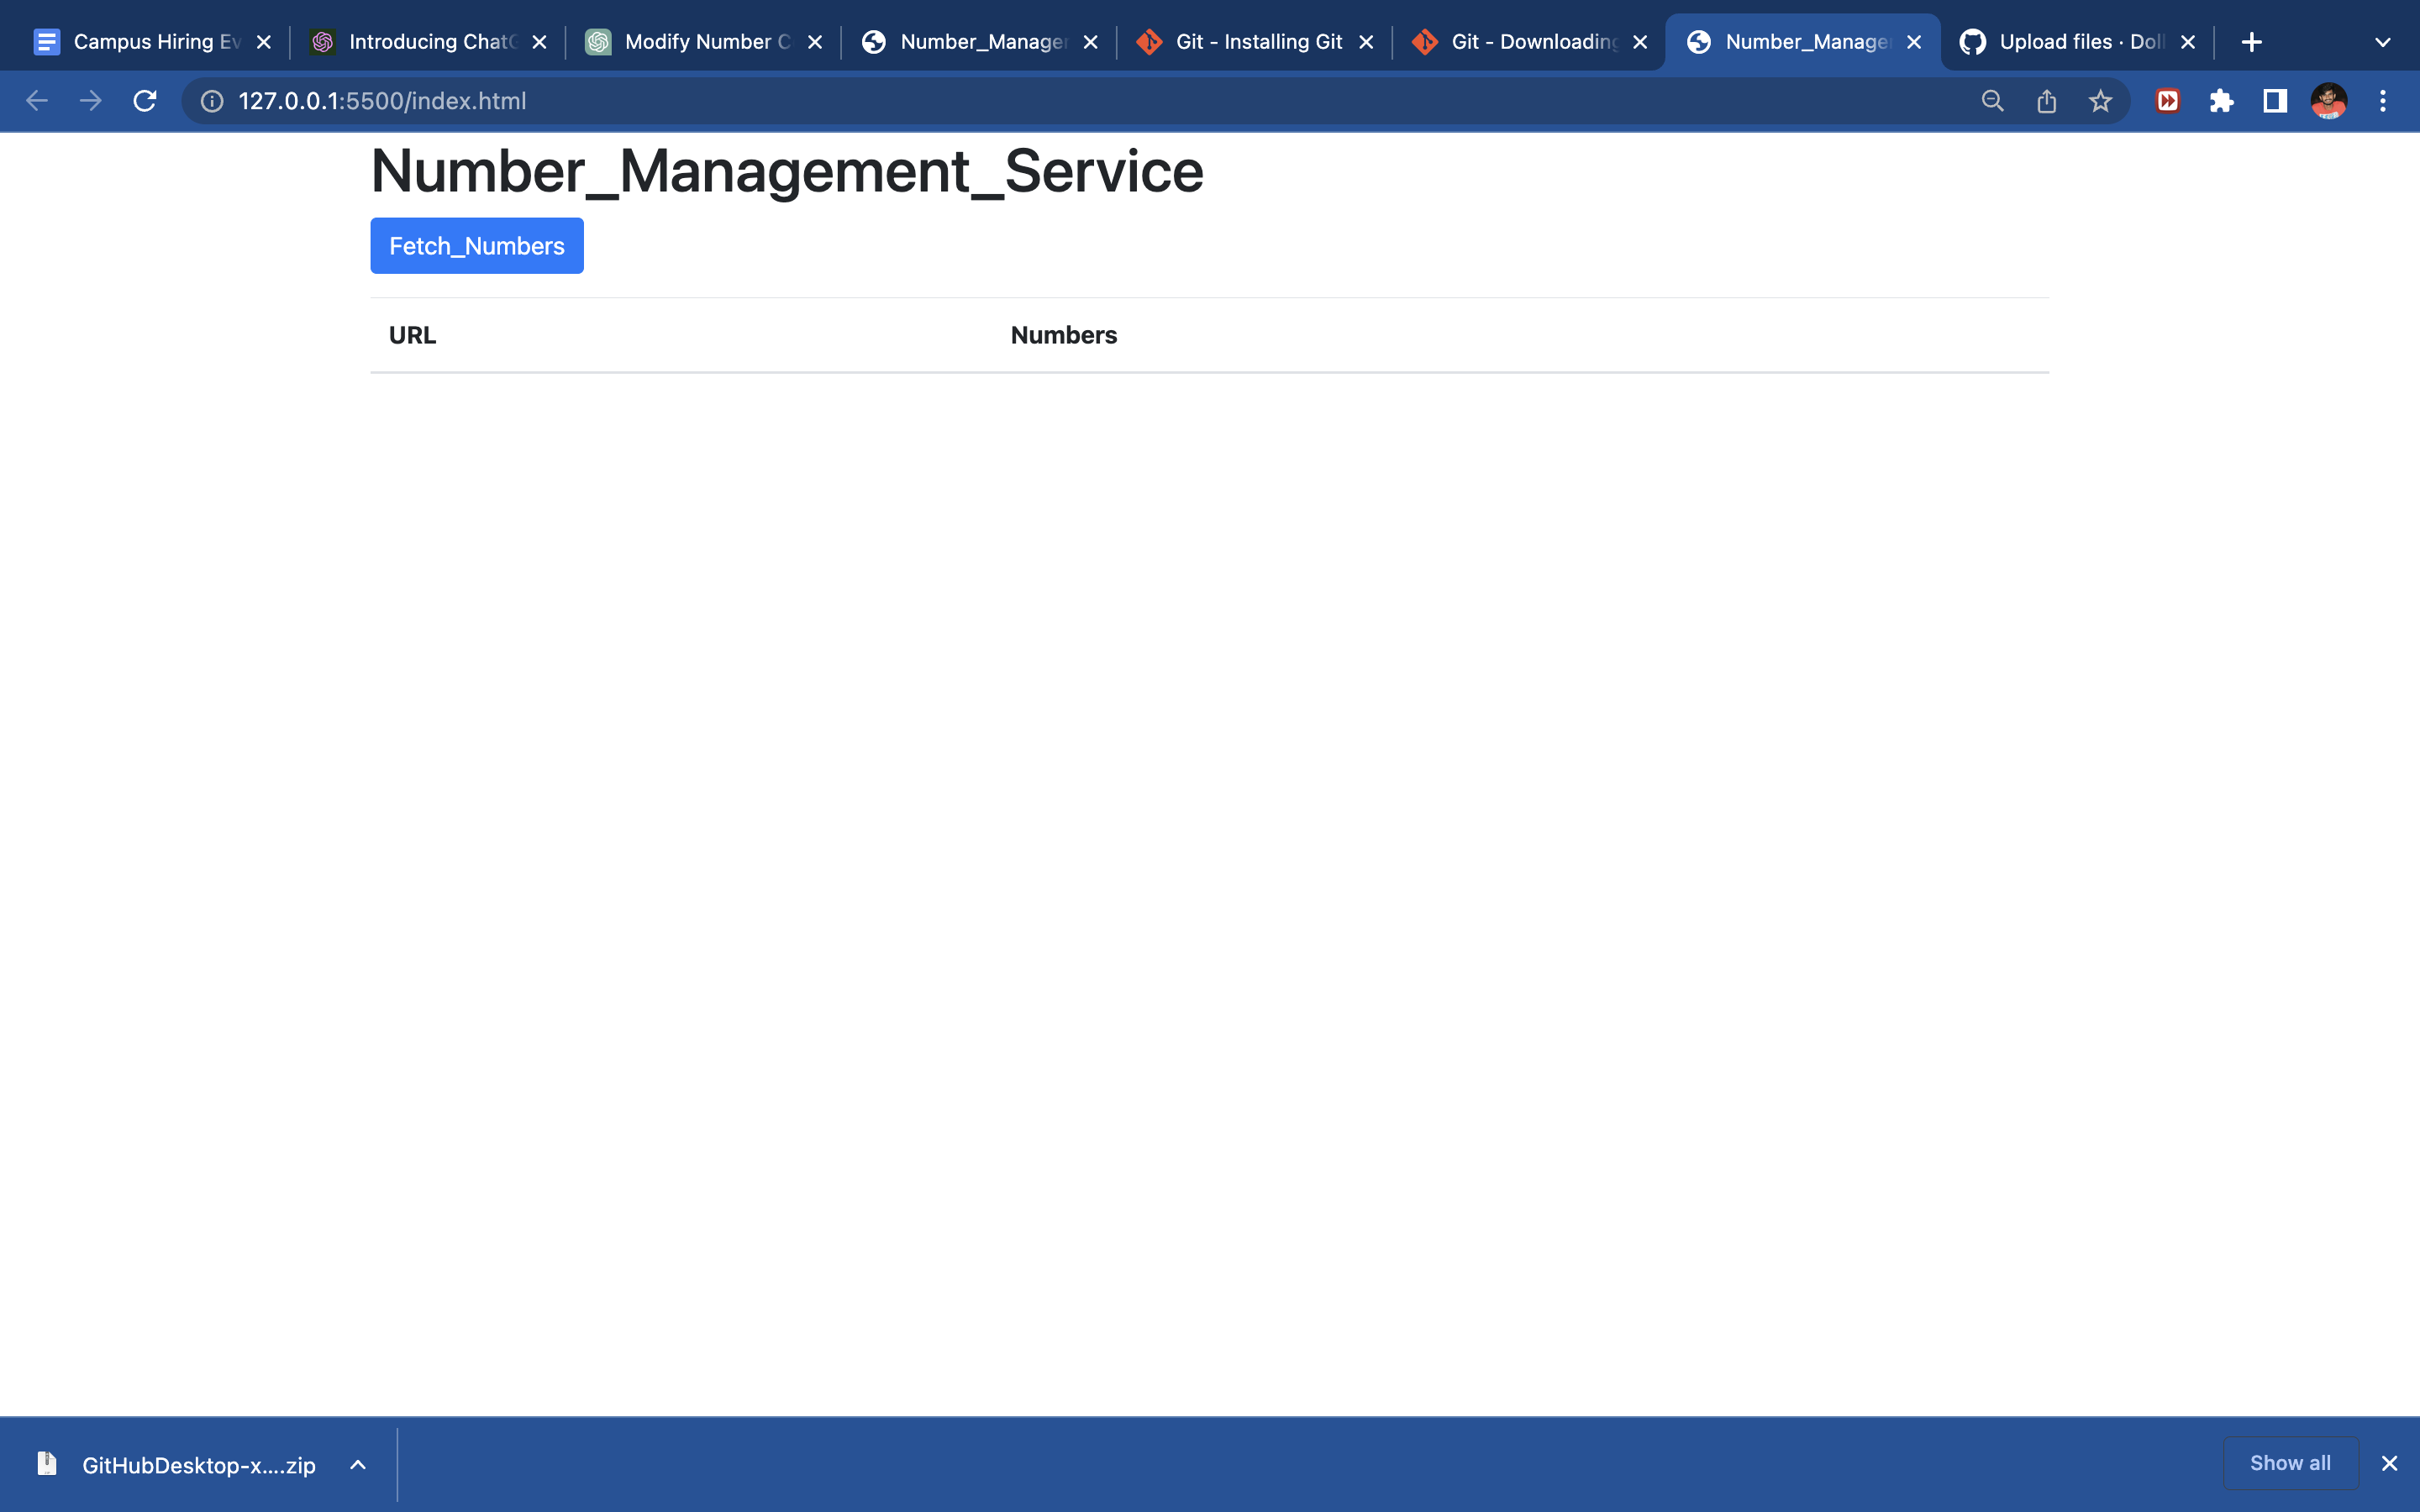 Campus Hiring Ev
Introducing ChatG
Modify Number C
Number_Manager
Git - Installing Git
Git - Downloading
Number_Manager
Upload files · Doll
127.0.0.1:5500/index.html
Number_Management_Service
Fetch_Numbers
URL Numbers
GitHubDesktop-x....zip
Show all